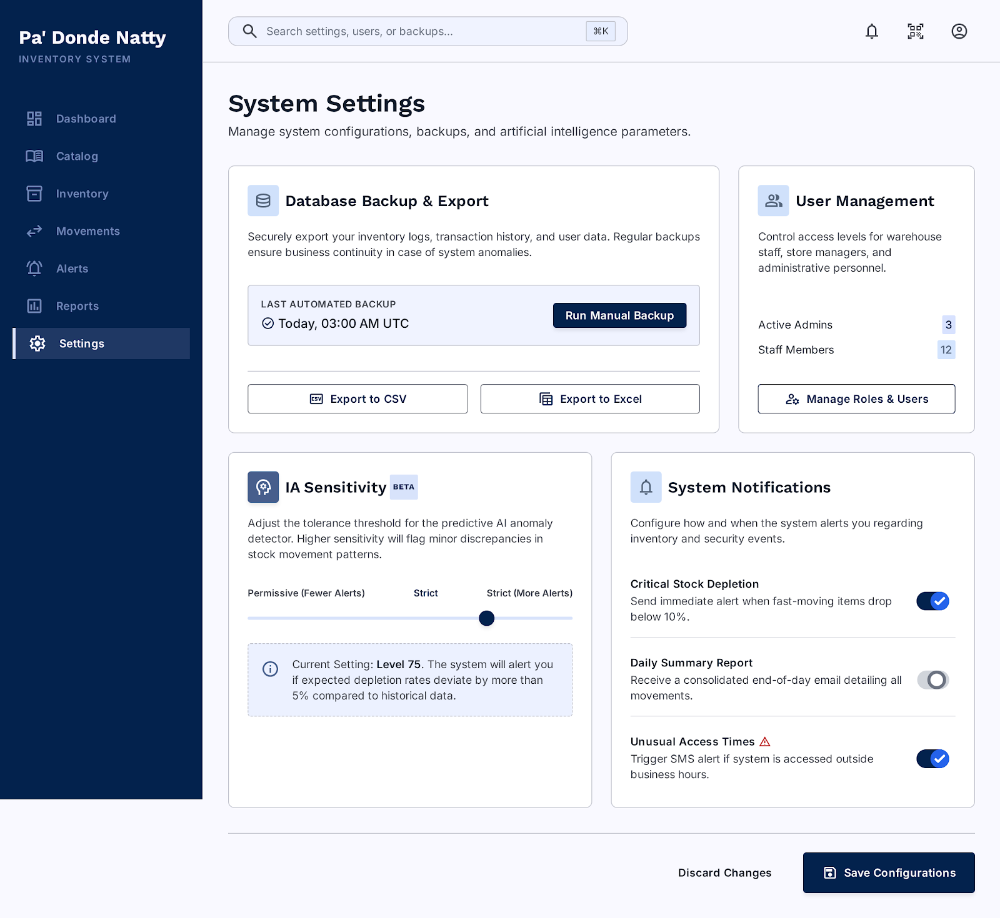 Pa' Donde Natty
INVENTORY SYSTEM
Dashboard
Catalog
Inventory
Movements
Alerts
Reports
Settings
Search settings, users, or backups...
⌘K
System Settings
Manage system configurations, backups, and artificial intelligence parameters.
Database Backup & Export
Securely export your inventory logs, transaction history, and user data. Regular backups
ensure business continuity in case of system anomalies.
LAST AUTOMATED BACKUP
Today, 03:00 AM UTC
Run Manual Backup
CSV
Export to CSV
Export to Excel
User Management
Control access levels for warehouse
staff, store managers, and
administrative personnel.
Active Admins
3
Staff Members
12
Manage Roles & Users
IA Sensitivity
BETA
Adjust the tolerance threshold for the predictive AI anomaly
detector. Higher sensitivity will flag minor discrepancies in
stock movement patterns.
Permissive (Fewer Alerts)
Strict
Strict (More Alerts)
Current Setting: Level 75. The system will alert you
if expected depletion rates deviate by more than
5% compared to historical data.
System Notifications
Configure how and when the system alerts you regarding
inventory and security events.
Critical Stock Depletion
Send immediate alert when fast-moving items drop
below 10%.
Daily Summary Report
Receive a consolidated end-of-day email detailing all
movements.
Unusual Access Times
Trigger SMS alert if system is accessed outside
business hours.
Discard Changes
Save Configurations